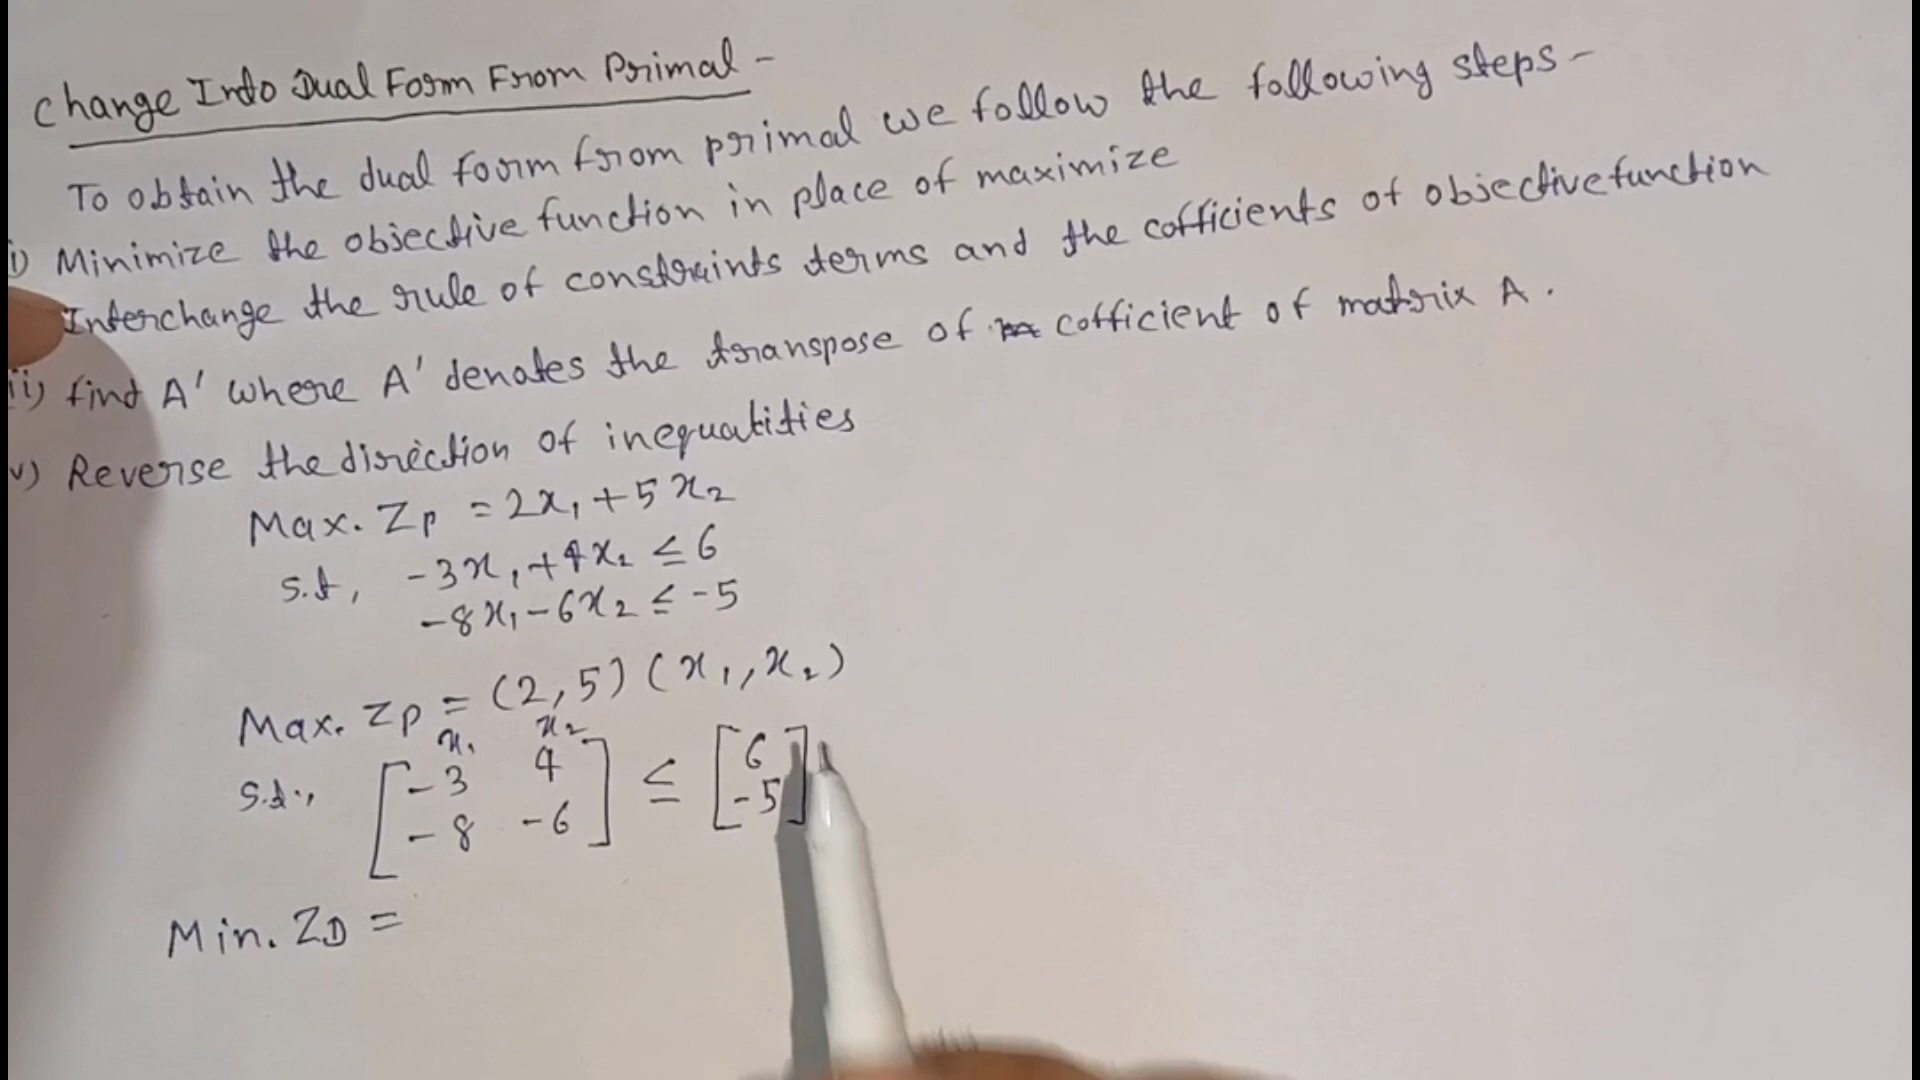 Change Into Dual Form From Primal -
To obtain the dual form from primal we follow the following steps -
i) Minimize the objective function in place of maximize
Interchange the rule of constraints terms and the cofficients of objective function
ii) find A' where A' denotes the transpose of cofficient of matrix A.
v) Reverse the direction of inequatities
Max. Zp = 2x₁ + 5x₂
s.t, -3x₁ + 4x₂ ≤ 6
-8x₁ - 6x₂ ≤ -5
Max. Zp = (2, 5) (x₁, x₂)
x₁ x₂
s.t., [-3 4] ≤ [6]
[-8 -6] [-5]
Min. ZD =